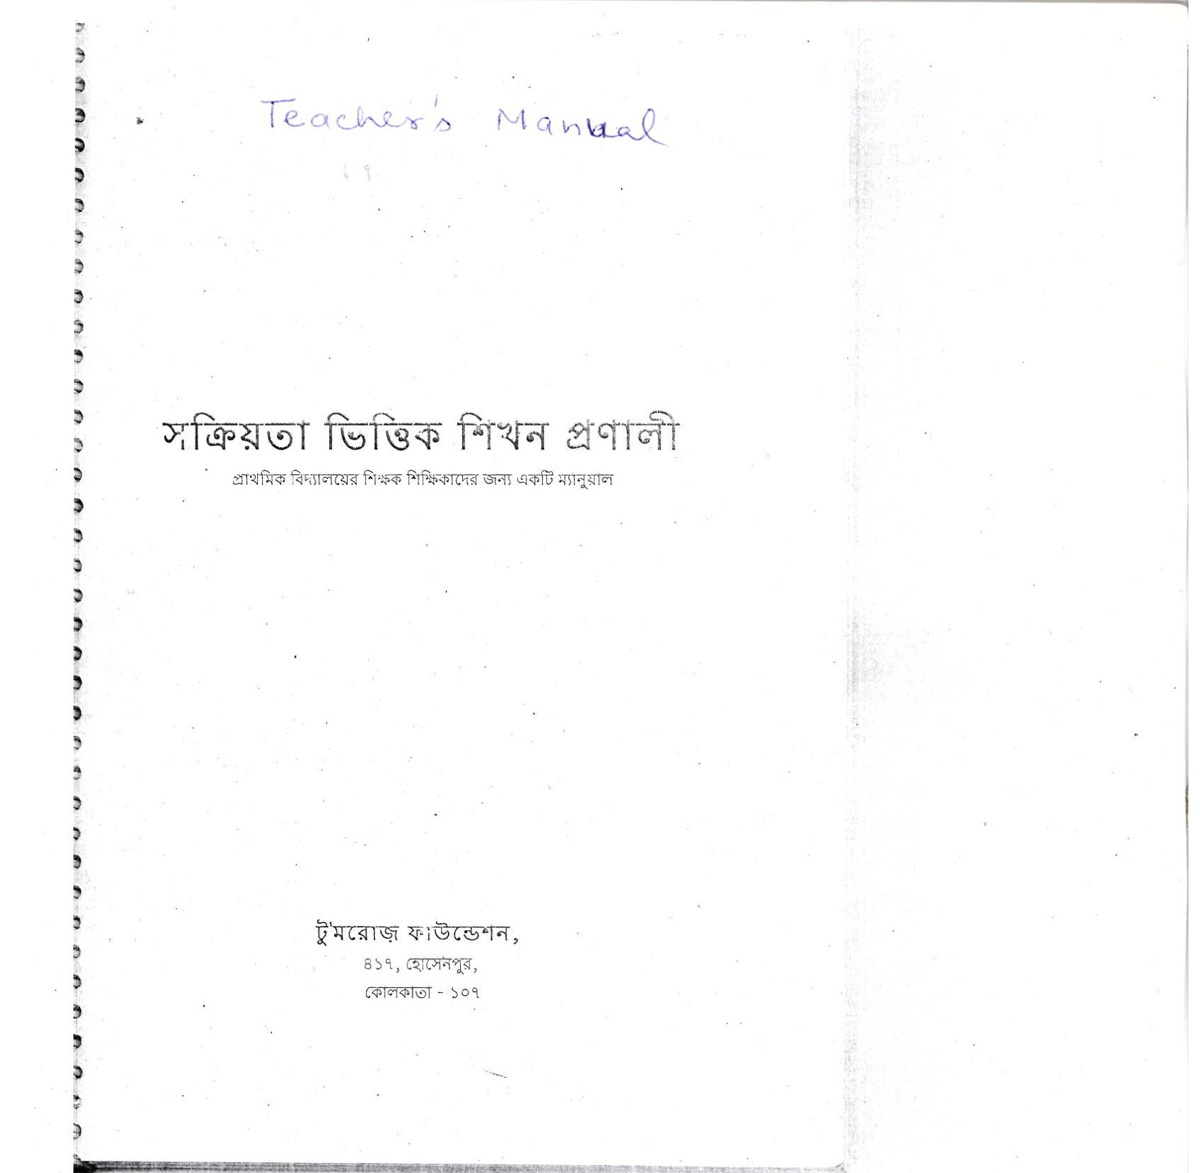 Teacher's Manual
সক্রিয়তা ভিত্তিক শিখন প্রণালী
প্রাথমিক বিদ্যালয়ের শিক্ষক শিক্ষিকাদের জন্য একটি ম্যানুয়াল
টুমরোজ ফাউন্ডেশন,
৪১৭, হোসেনপুর,
কোলকাতা - ১০৭